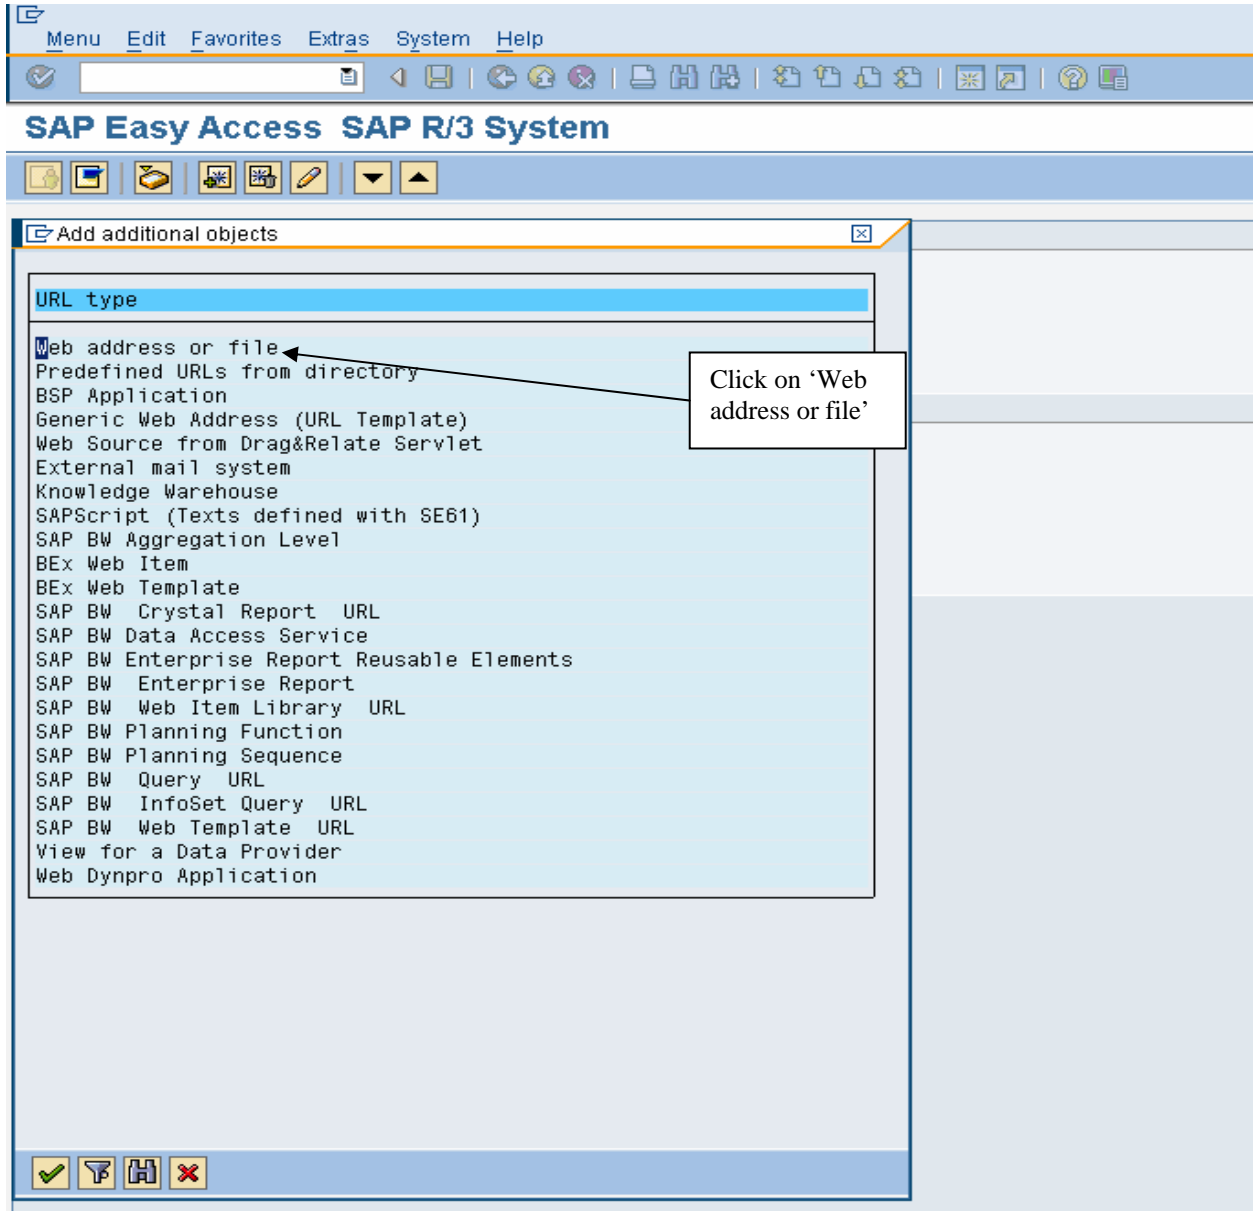 Menu Edit Favorites Extras System Help
SAP Easy Access SAP R/3 System
Add additional objects
URL type
Web address or file
Predefined URLs from directory
BSP Application
Generic Web Address (URL Template)
Web Source from Drag&Relate Servlet
External mail system
Knowledge Warehouse
SAPScript (Texts defined with SE61)
SAP BW Aggregation Level
BEx Web Item
BEx Web Template
SAP BW  Crystal Report  URL
SAP BW Data Access Service
SAP BW Enterprise Report Reusable Elements
SAP BW  Enterprise Report
SAP BW  Web Item Library  URL
SAP BW Planning Function
SAP BW Planning Sequence
SAP BW  Query  URL
SAP BW  InfoSet Query  URL
SAP BW  Web Template  URL
View for a Data Provider
Web Dynpro Application
Click on ‘Web
address or file’